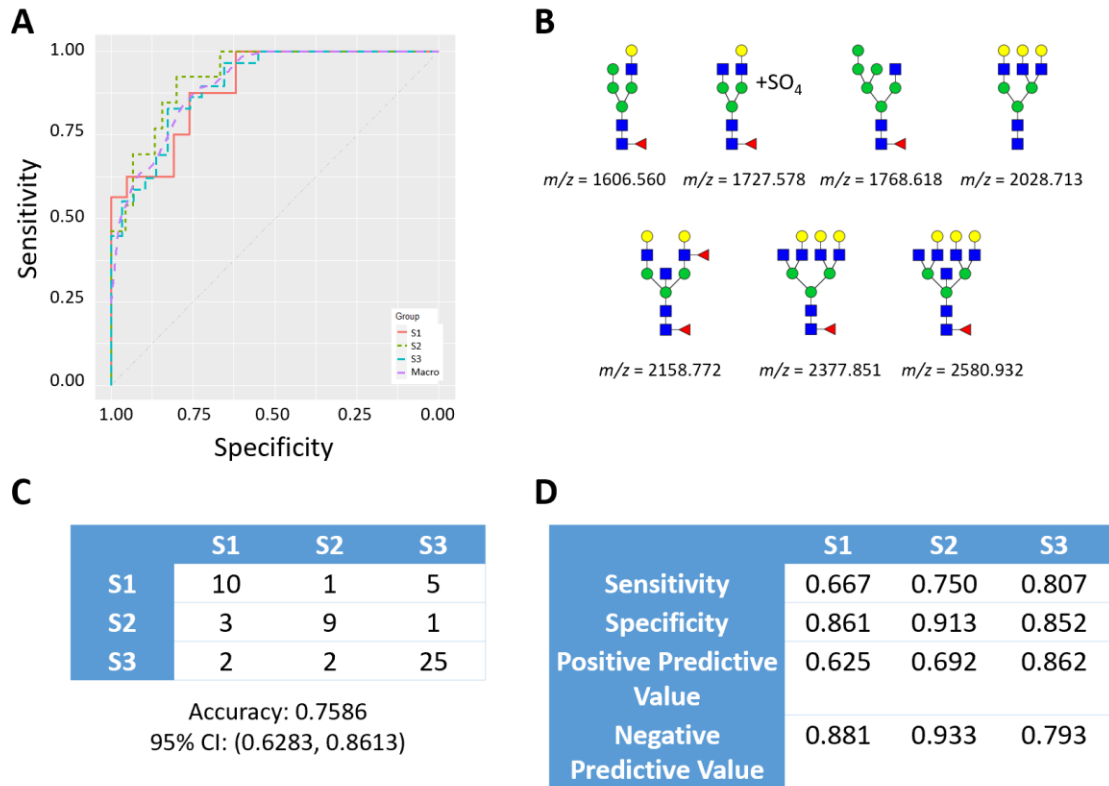 A
1.00
0.75
0.50
0.25
0.00
Sensitivity
1.00 0.75 0.50 0.25 0.00
Specificity
Group
S1
S2
S3
Macro
B
+SO₄
m/z = 1606.560 m/z = 1727.578 m/z = 1768.618 m/z = 2028.713
m/z = 2158.772 m/z = 2377.851 m/z = 2580.932
C
S1 S2 S3
S1 10 1 5
S2 3 9 1
S3 2 2 25
Accuracy: 0.7586
95% CI: (0.6283, 0.8613)
D
S1 S2 S3
Sensitivity 0.667 0.750 0.807
Specificity 0.861 0.913 0.852
Positive Predictive 0.625 0.692 0.862
Value
Negative 0.881 0.933 0.793
Predictive Value